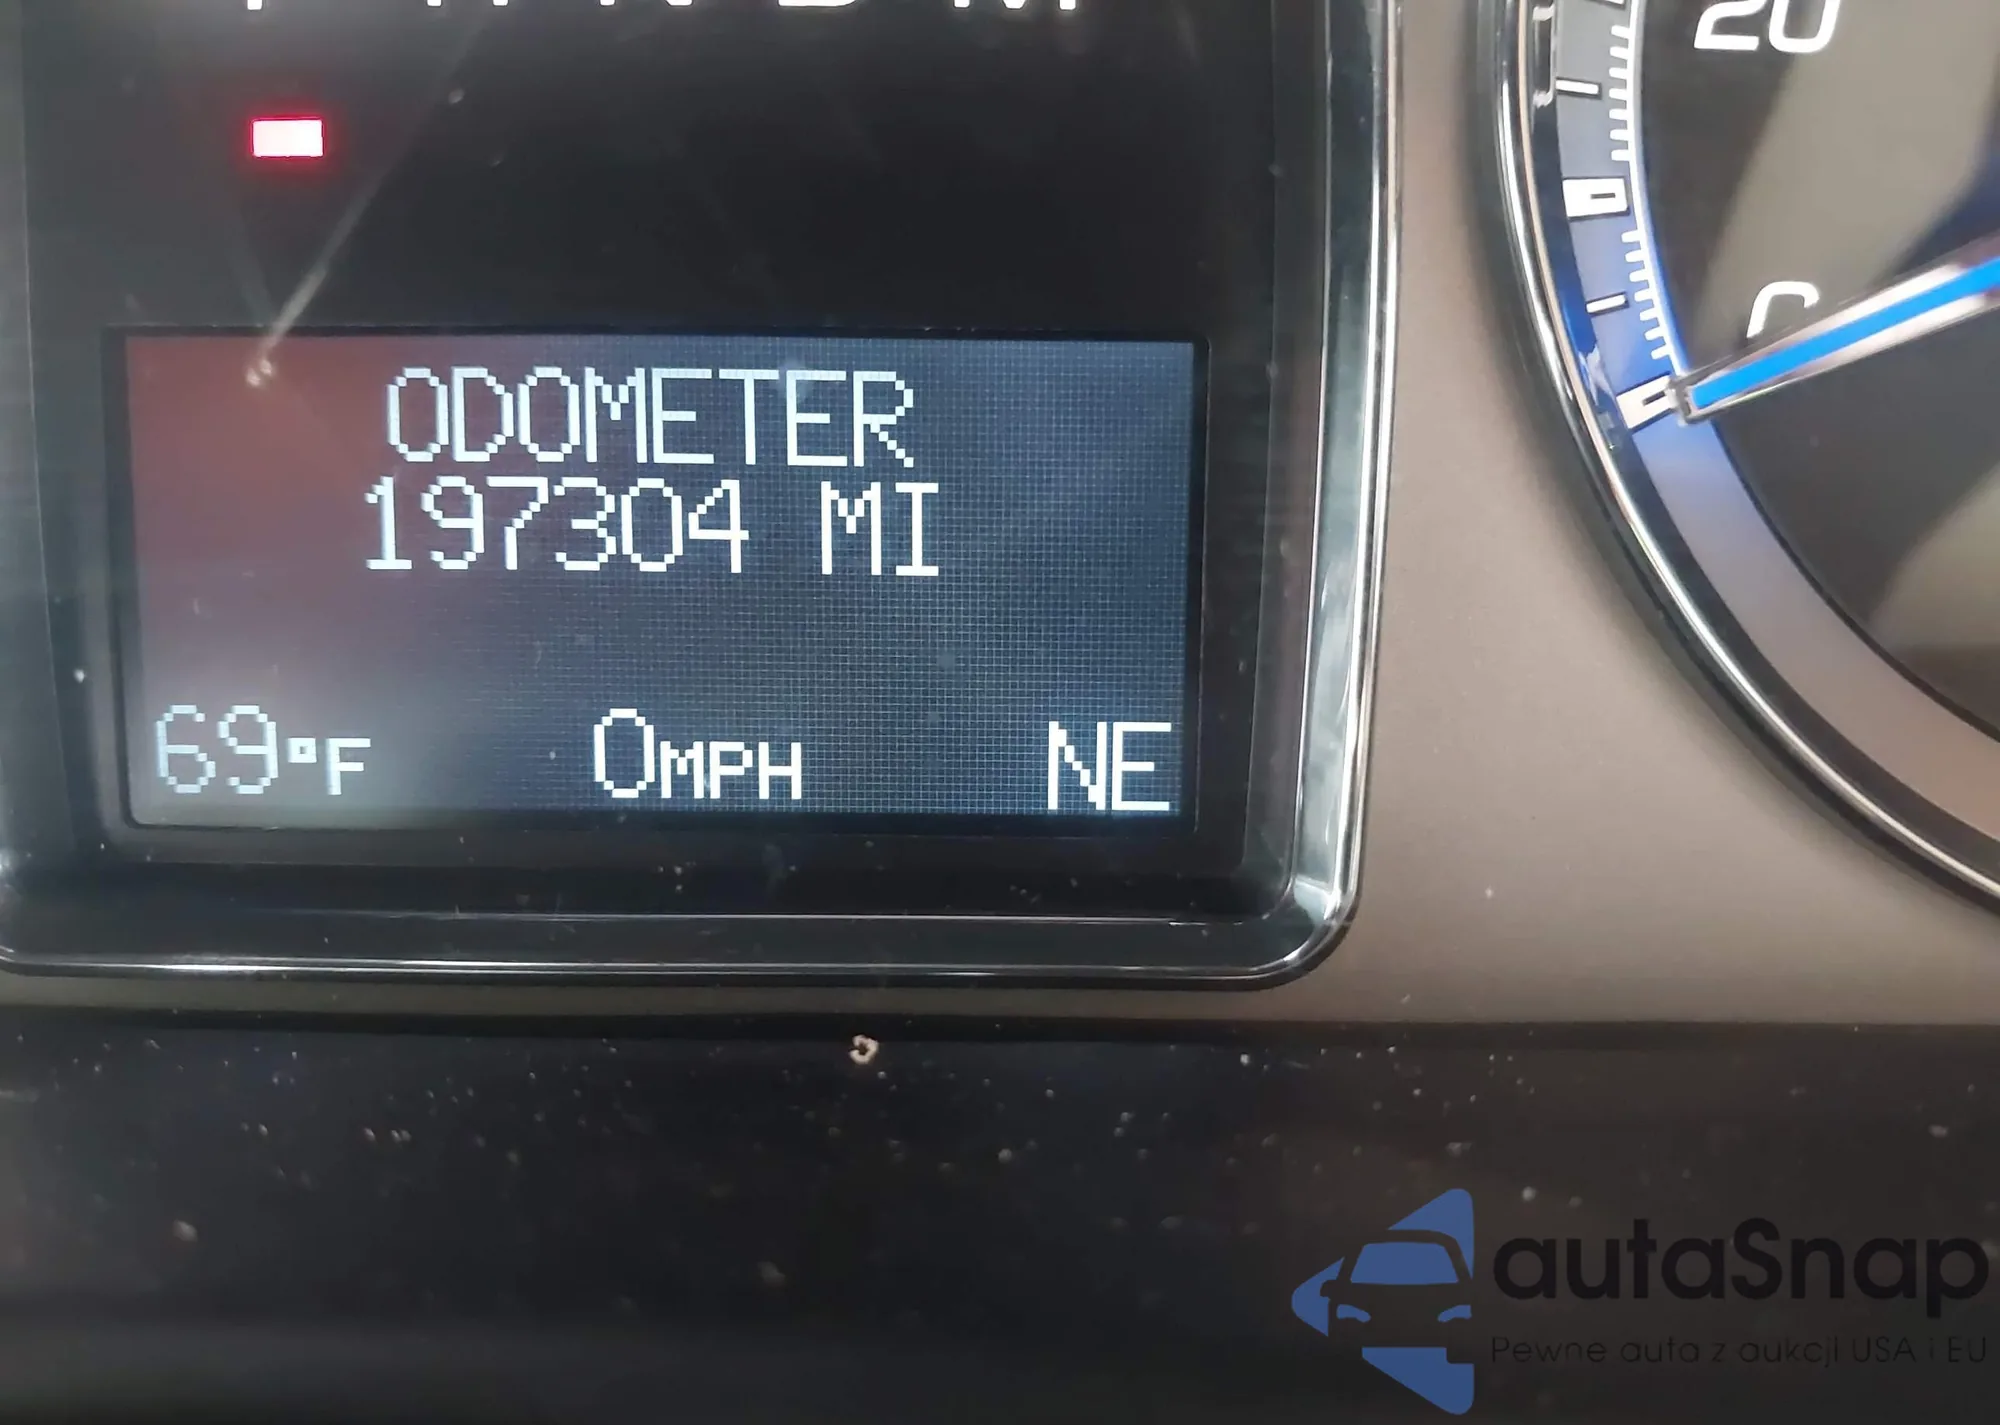 P R N D M
20
ODOMETER
197304 MI
69°F 0MPH NE
autaSnap
Pewne auta z aukcji USA i EU